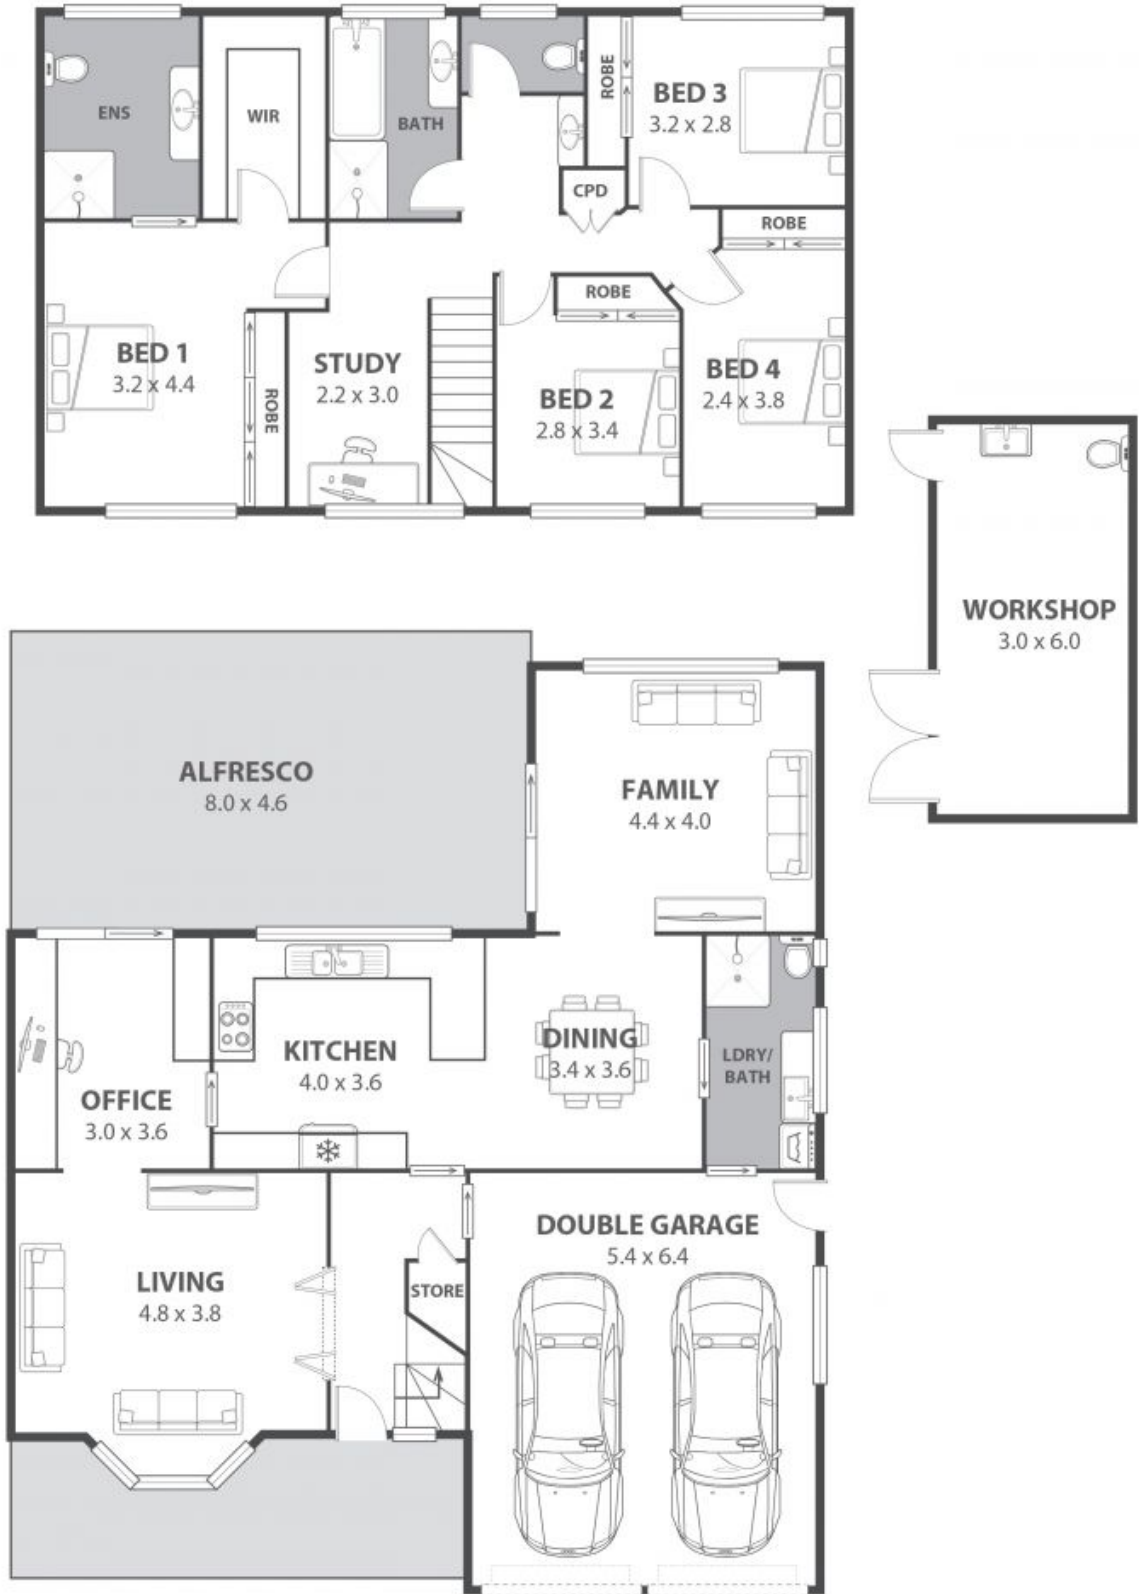 ENS
WIR
BATH
ROBE
BED 3
3.2 x 2.8
CPD
ROBE
ROBE
BED 1
3.2 x 4.4
ROBE
STUDY
2.2 x 3.0
BED 2
2.8 x 3.4
BED 4
2.4 x 3.8
WORKSHOP
3.0 x 6.0
ALFRESCO
8.0 x 4.6
FAMILY
4.4 x 4.0
KITCHEN
4.0 x 3.6
DINING
3.4 x 3.6
LDRY/
BATH
OFFICE
3.0 x 3.6
DOUBLE GARAGE
5.4 x 6.4
LIVING
4.8 x 3.8
STORE